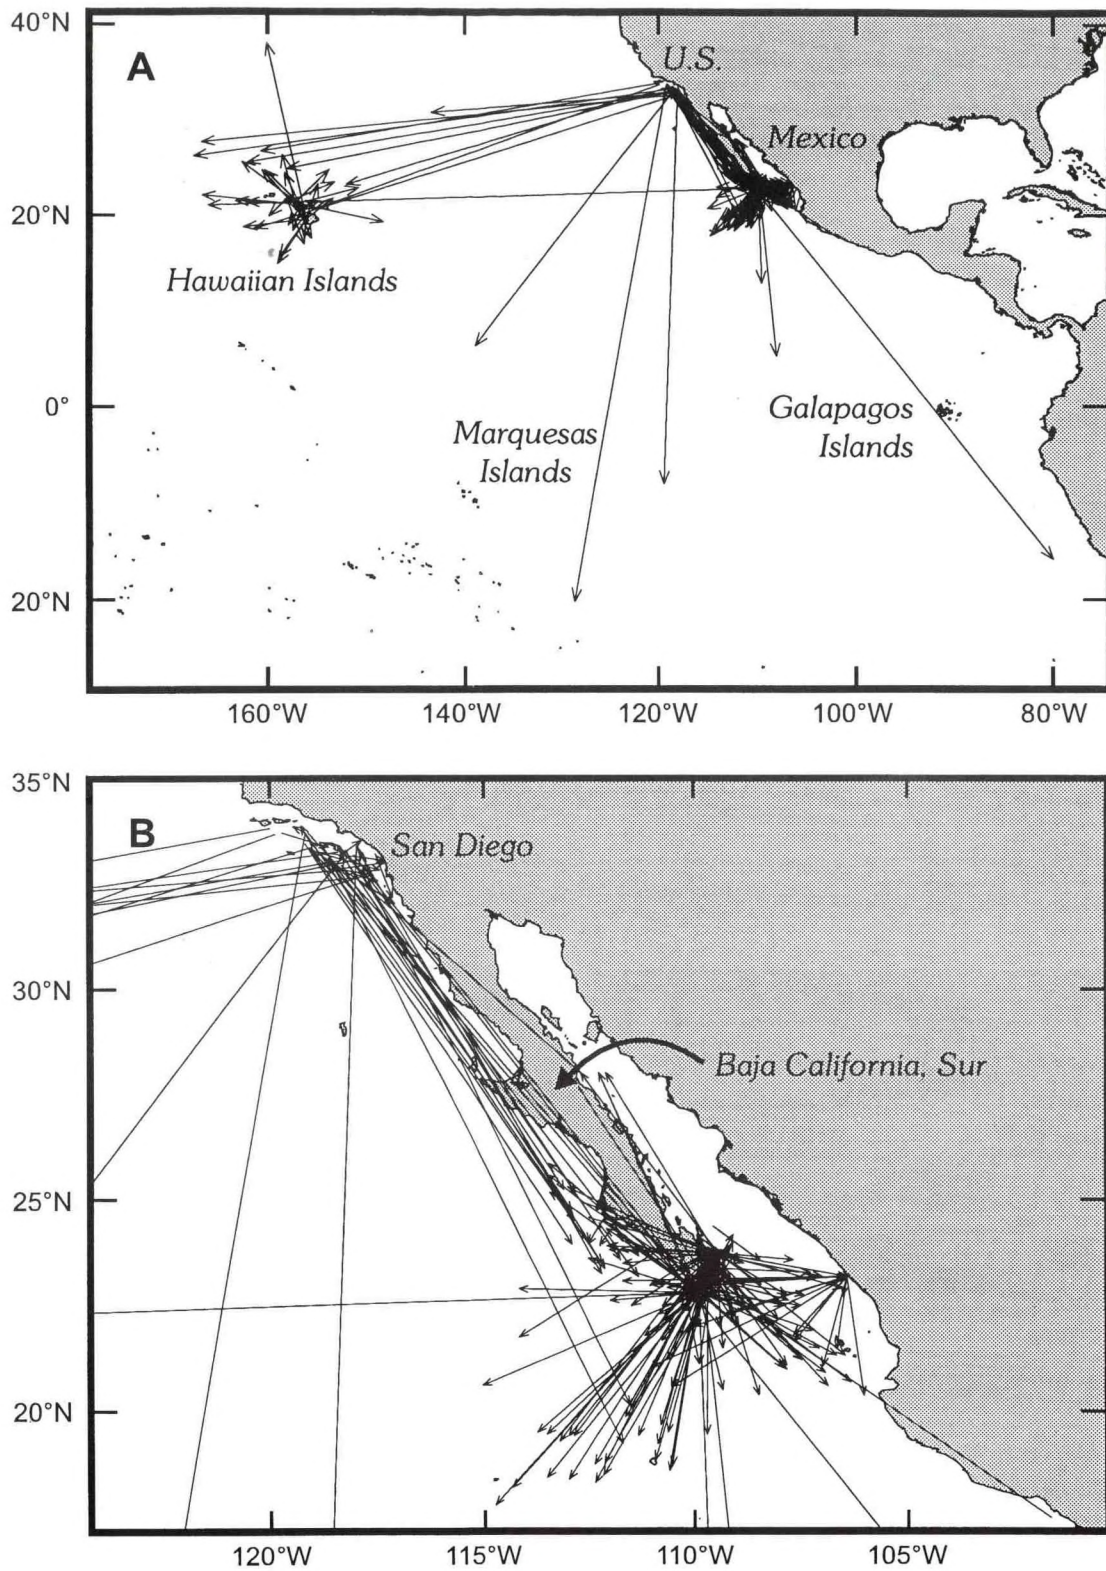 40°N
A
U.S.
Mexico
20°N
Hawaiian Islands
0°
Galapagos
Islands
Marquesas
Islands
20°N
160°W
140°W
120°W
100°W
80°W
35°N
B
San Diego
30°N
Baja California, Sur
25°N
20°N
120°W
115°W
110°W
105°W